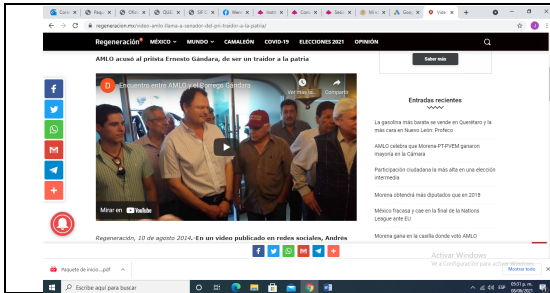 regeneracion.mx/video-amlo-llama-a-senador-del-pri-traidor-a-la-patria/
Regeneración MÉXICO MUNDO CAMALEÓN COVID-19 ELECCIONES 2021 OPINIÓN
AMLO acusó al priista Ernesto Gándara, de ser un traidor a la patria
D Encuentro entre AMLO y el Borrego Gándara
Ver más ta... Compartir
Mirar en YouTube
Regeneración, 10 de agosto 2014.-En un video publicado en redes sociales, Andrés
Saber más
Entradas recientes
La gasolina más barata se vende en Querétaro y la
más cara en Nuevo León: Profeco
AMLO celebra que Morena-PT-PVEM ganaron
mayoría en la Cámara
Participación ciudadana la más alta en una elección
intermedia
Morena obtendrá más diputados que en 2018
México fracasa y cae en final de la Nations
League ante EU
Morena gana en la casilla donde votó AMLO
Activar Windows
Ve a Configuración para activar Windows.
Paquete de inicio....pdf
Mostrar todo
Escribe aquí para buscar
ESP
09:31 p. m.
08/06/2021